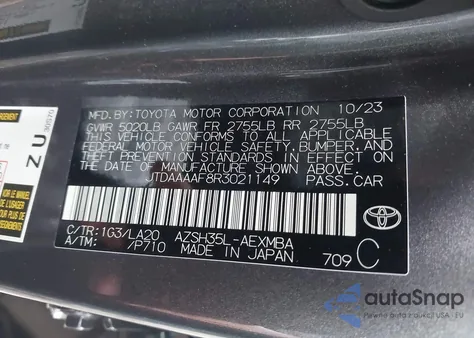 MFD.BY:TOYOTA MOTOR CORPORATION 10/23
GVWR 5020LB GAWR FR 2755LB RR 2755LB
THIS VEHICLE CONFORMS TO ALL APPLICABLE
FEDERAL MOTOR VEHICLE SAFETY, BUMPER, AND
THEFT PREVENTION STANDARDS IN EFFECT ON
THE DATE OF MANUFACTURE SHOWN ABOVE.
JTDAAAAF8R3021149 PASS.CAR
C/TR:1G3/LA20 AZSH35L-AEXMBA
A/TM: /P710 MADE IN JAPAN 709 C
TOYOTA
ZU
autoSnap